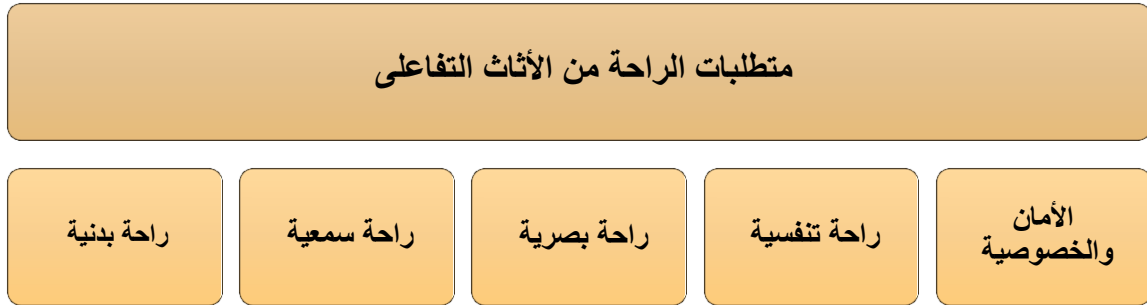 متطلبات الراحة من الأثاث التفاعلى
الأمان
والخصوصية
راحة تنفسية
راحة بصرية
راحة سمعية
راحة بدنية